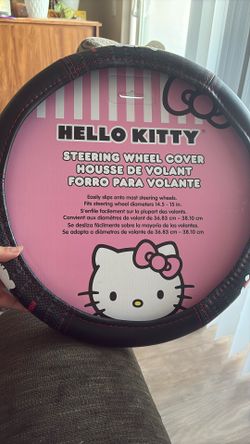 HELLO KITTY
STEERING WHEEL COVER
HOUSSE DE VOLANT
FORRO PARA VOLANTE
Easily slips onto most steering wheels.
Fits steering wheel diameters 14.5 - 15 in.
S'enfile facilement sur la plupart des volants.
Convient aux diamètres de volant de 36.83 cm - 38.10 cm
Se desliza fácilmente sobre la mayoría de los volantes.
Se adapta a diámetros de volante de 36.83 cm - 38.10 cm